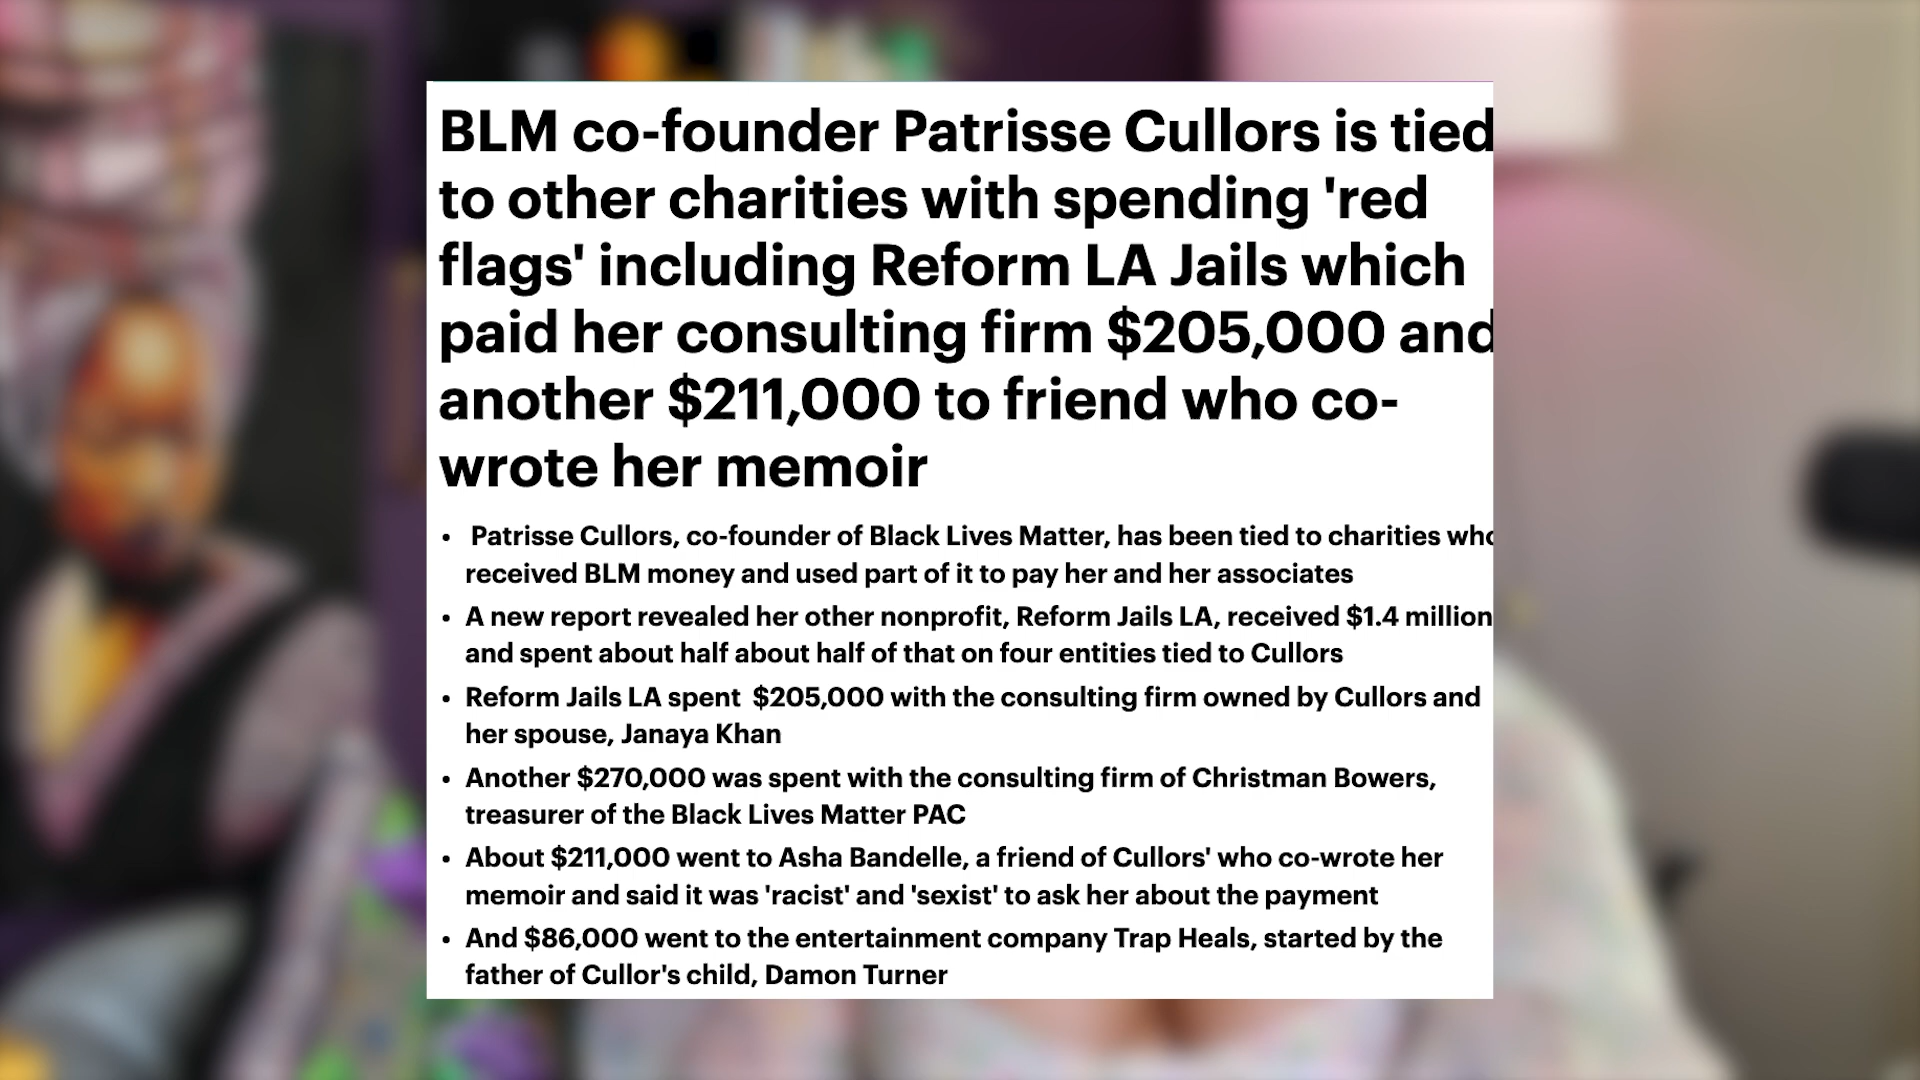 BLM co-founder Patrisse Cullors is tied
to other charities with spending 'red
flags' including Reform LA Jails which
paid her consulting firm $205,000 and
another $211,000 to friend who co-
wrote her memoir
• Patrisse Cullors, co-founder of Black Lives Matter, has been tied to charities who
received BLM money and used part of it to pay her and her associates
• A new report revealed her other nonprofit, Reform Jails LA, received $1.4 million
and spent about half about half of that on four entities tied to Cullors
• Reform Jails LA spent $205,000 with the consulting firm owned by Cullors and
her spouse, Janaya Khan
• Another $270,000 was spent with the consulting firm of Christman Bowers,
treasurer of the Black Lives Matter PAC
• About $211,000 went to Asha Bandelle, a friend of Cullors' who co-wrote her
memoir and said it was 'racist' and 'sexist' to ask her about the payment
• And $86,000 went to the entertainment company Trap Heals, started by the
father of Cullor's child, Damon Turner